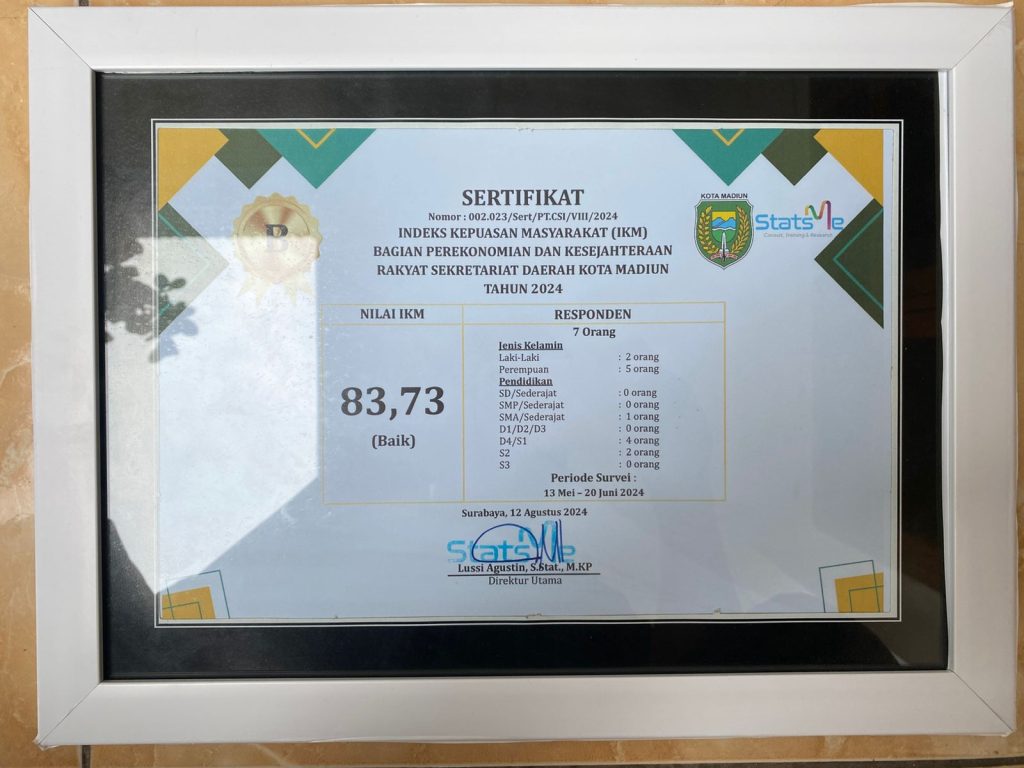 SERTIFIKAT
Nomor : 002.023/Sert/PT.CSI/VIII/2024
INDEKS KEPUASAN MASYARAKAT (IKM)
BAGIAN PEREKONOMIAN DAN KESEJAHTERAAN
RAKYAT SEKRETARIAT DAERAH KOTA MADIUN
TAHUN 2024
B
KOTA MADIUN
StatsMe
Consult, Training & Research
NILAI IKM
83,73
(Baik)
RESPONDEN
7 Orang
Jenis Kelamin
Laki-Laki : 2 orang
Perempuan : 5 orang
Pendidikan
SD/Sederajat : 0 orang
SMP/Sederajat : 0 orang
SMA/Sederajat : 1 orang
D1/D2/D3 : 0 orang
D4/S1 : 4 orang
S2 : 2 orang
S3 : 0 orang
Periode Survei :
13 Mei – 20 Juni 2024
Surabaya, 12 Agustus 2024
StatsMe
Lussi Agustin, S.Stat., M.KP
Direktur Utama